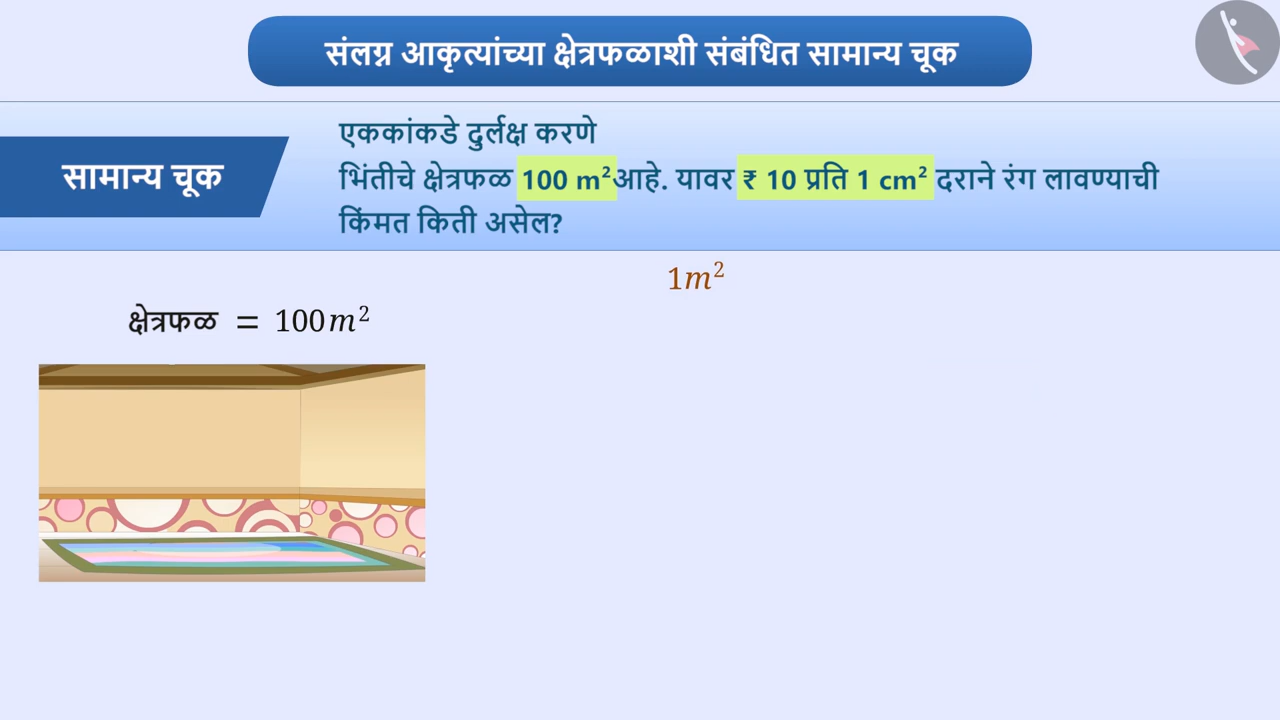 संलग्न आकृत्यांच्या क्षेत्रफळाशी संबंधित सामान्य चूक
सामान्य चूक
एककांकडे दुर्लक्ष करणे
भिंतीचे क्षेत्रफळ 100 m² आहे. यावर ₹ 10 प्रति 1 cm² दराने रंग लावण्याची
किंमत किती असेल?
1m²
क्षेत्रफळ = 100m²